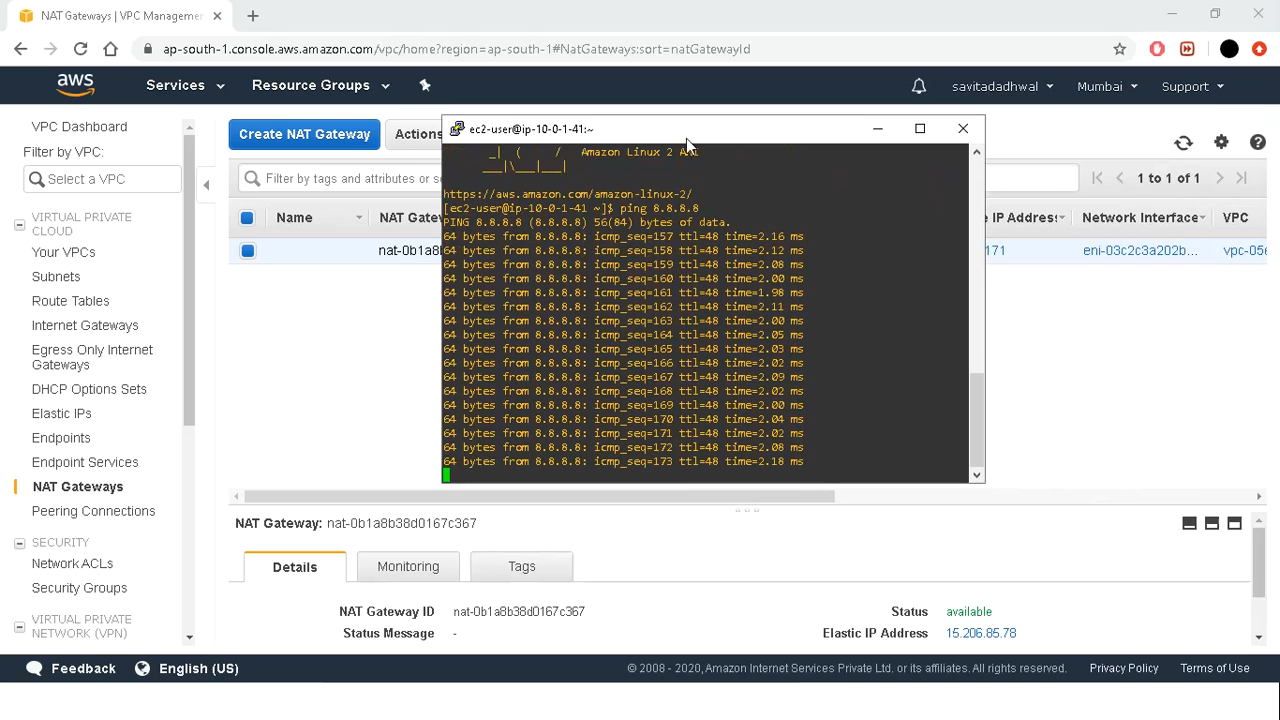 NAT Gateways | VPC Managemen
ap-south-1.console.aws.amazon.com/vpc/home?region=ap-south-1#NatGateways:sort=natGatewayId
aws Services Resource Groups savitadadhwal Mumbai Support
VPC Dashboard
Filter by VPC:
Select a VPC
VIRTUAL PRIVATE
CLOUD
Your VPCs
Subnets
Route Tables
Internet Gateways
Egress Only Internet
Gateways
DHCP Options Sets
Elastic IPs
Endpoints
Endpoint Services
NAT Gateways
Peering Connections
SECURITY
Network ACLs
Security Groups
VIRTUAL PRIVATE
NETWORK (VPN)
Create NAT Gateway Actions
Filter by tags and attributes or se
1 to 1 of 1
Name NAT Gatew e IP Address Network Interface VPC
nat-0b1a8 171 eni-03c2c3a202b... vpc-056
ec2-user@ip-10-0-1-41:~
_| ( / Amazon Linux 2 AMI
___|\___|___|
https://aws.amazon.com/amazon-linux-2/
[ec2-user@ip-10-0-1-41 ~]$ ping 8.8.8.8
PING 8.8.8.8 (8.8.8.8) 56(84) bytes of data.
64 bytes from 8.8.8.8: icmp_seq=157 ttl=48 time=2.16 ms
64 bytes from 8.8.8.8: icmp_seq=158 ttl=48 time=2.12 ms
64 bytes from 8.8.8.8: icmp_seq=159 ttl=48 time=2.08 ms
64 bytes from 8.8.8.8: icmp_seq=160 ttl=48 time=2.00 ms
64 bytes from 8.8.8.8: icmp_seq=161 ttl=48 time=1.98 ms
64 bytes from 8.8.8.8: icmp_seq=162 ttl=48 time=2.11 ms
64 bytes from 8.8.8.8: icmp_seq=163 ttl=48 time=2.00 ms
64 bytes from 8.8.8.8: icmp_seq=164 ttl=48 time=2.05 ms
64 bytes from 8.8.8.8: icmp_seq=165 ttl=48 time=2.03 ms
64 bytes from 8.8.8.8: icmp_seq=166 ttl=48 time=2.02 ms
64 bytes from 8.8.8.8: icmp_seq=167 ttl=48 time=2.09 ms
64 bytes from 8.8.8.8: icmp_seq=168 ttl=48 time=2.02 ms
64 bytes from 8.8.8.8: icmp_seq=169 ttl=48 time=2.00 ms
64 bytes from 8.8.8.8: icmp_seq=170 ttl=48 time=2.04 ms
64 bytes from 8.8.8.8: icmp_seq=171 ttl=48 time=2.02 ms
64 bytes from 8.8.8.8: icmp_seq=172 ttl=48 time=2.08 ms
64 bytes from 8.8.8.8: icmp_seq=173 ttl=48 time=2.18 ms
NAT Gateway: nat-0b1a8b38d0167c367
Details Monitoring Tags
NAT Gateway ID nat-0b1a8b38d0167c367 Status available
Status Message - Elastic IP Address 15.206.85.78
Feedback English (US) © 2008 - 2020, Amazon Internet Services Private Ltd. or its affiliates. All rights reserved. Privacy Policy Terms of Use